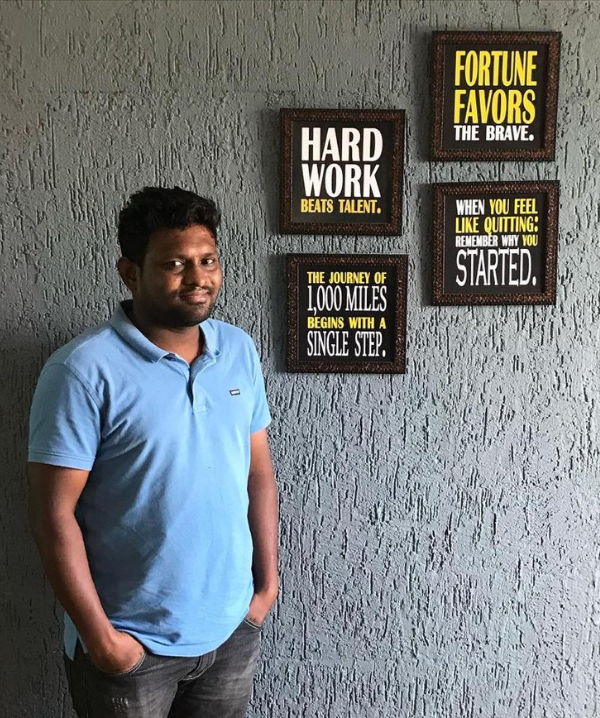 FORTUNE
FAVORS
THE BRAVE.
HARD
WORK
BEATS TALENT.
WHEN YOU FEEL
LIKE QUITTING:
REMEMBER WHY YOU
STARTED.
THE JOURNEY OF
1,000 MILES
BEGINS WITH A
SINGLE STEP.